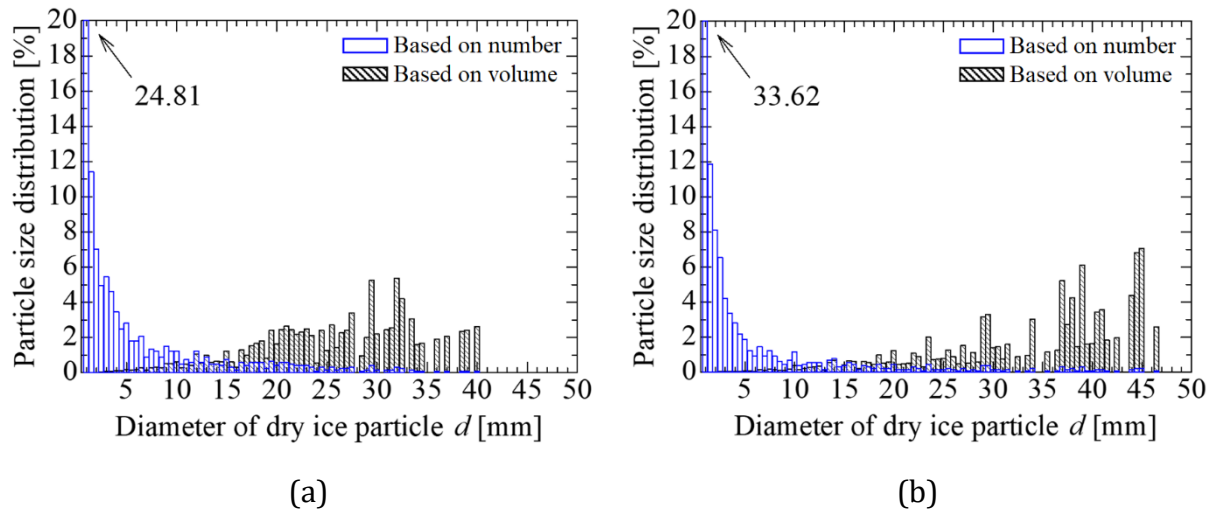 Particle size distribution [%]
20
18
16
14
12
10
8
6
4
2
0
24.81
Based on number
Based on volume
5 10 15 20 25 30 35 40 45 50
Diameter of dry ice particle d [mm]
(a)
Particle size distribution [%]
20
18
16
14
12
10
8
6
4
2
0
33.62
Based on number
Based on volume
5 10 15 20 25 30 35 40 45 50
Diameter of dry ice particle d [mm]
(b)